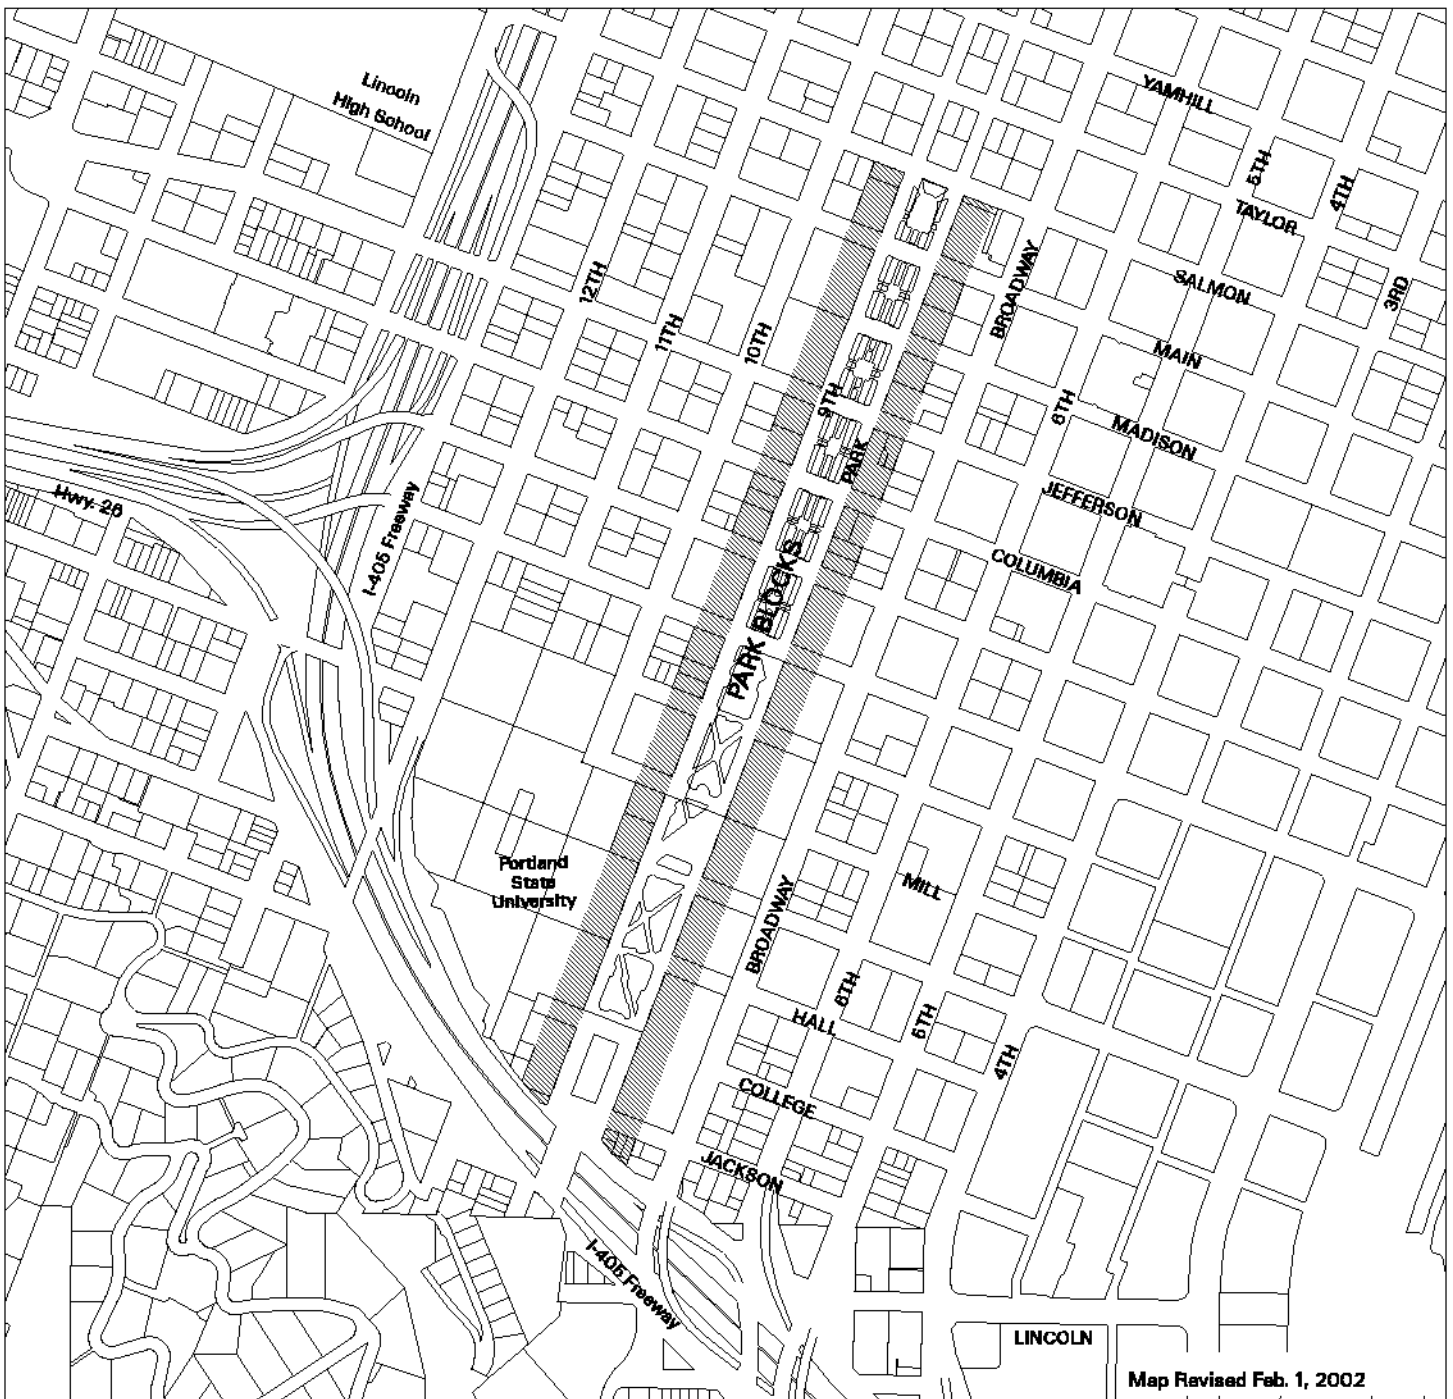 Lincoln
High School
YAMHILL
5TH
4TH
TAYLOR
12TH
BROADWAY
SALMON
3RD
11TH
10TH
MAIN
9TH
6TH
MADISON
PARK
Hwy. 26
I-405 Freeway
JEFFERSON
COLUMBIA
PARK BLOCKS
Portland
State
University
MILL
BROADWAY
6TH
HALL
5TH
4TH
COLLEGE
JACKSON
I-405 Freeway
LINCOLN
Map Revised Feb. 1, 2002